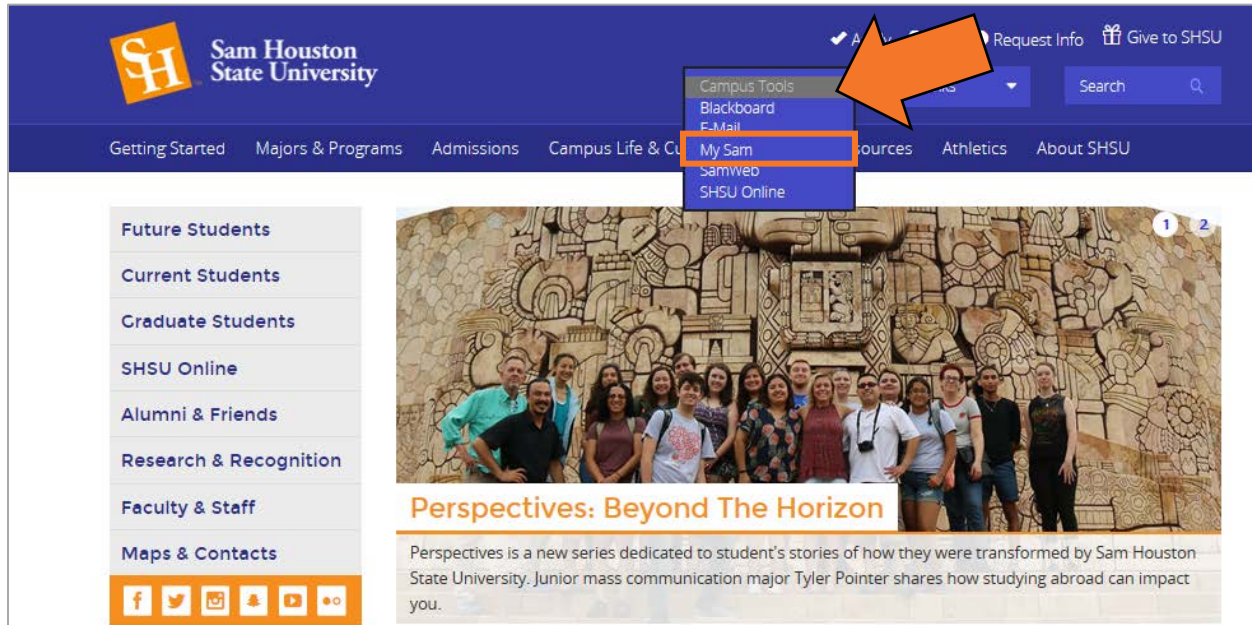 SH
Sam Houston
State University
Request Info
Give to SHSU
Campus Tools
Blackboard
E-Mail
My Sam
SamWeb
SHSU Online
Search
Getting Started Majors & Programs Admissions Campus Life & Athletics About SHSU
Future Students
Current Students
Graduate Students
SHSU Online
Alumni & Friends
Research & Recognition
Faculty & Staff
Maps & Contacts
1 2
Perspectives: Beyond The Horizon
Perspectives is a new series dedicated to student's stories of how they were transformed by Sam Houston
State University. Junior mass communication major Tyler Pointer shares how studying abroad can impact
you.